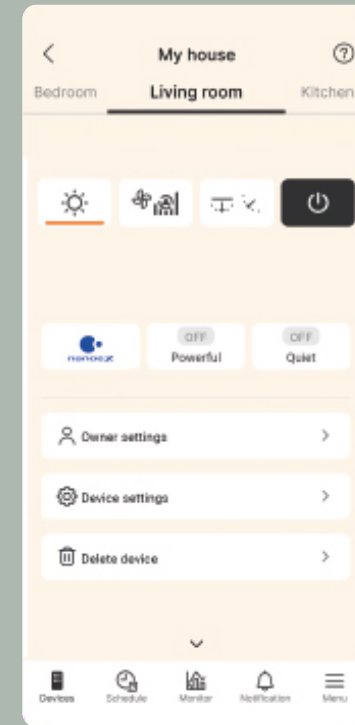 My house
Bedroom Living room Kitchen
nanoeX
OFF OFF
Powerful Quiet
Owner settings
Device settings
Delete device
Devices Schedule Monitor Notification Menu